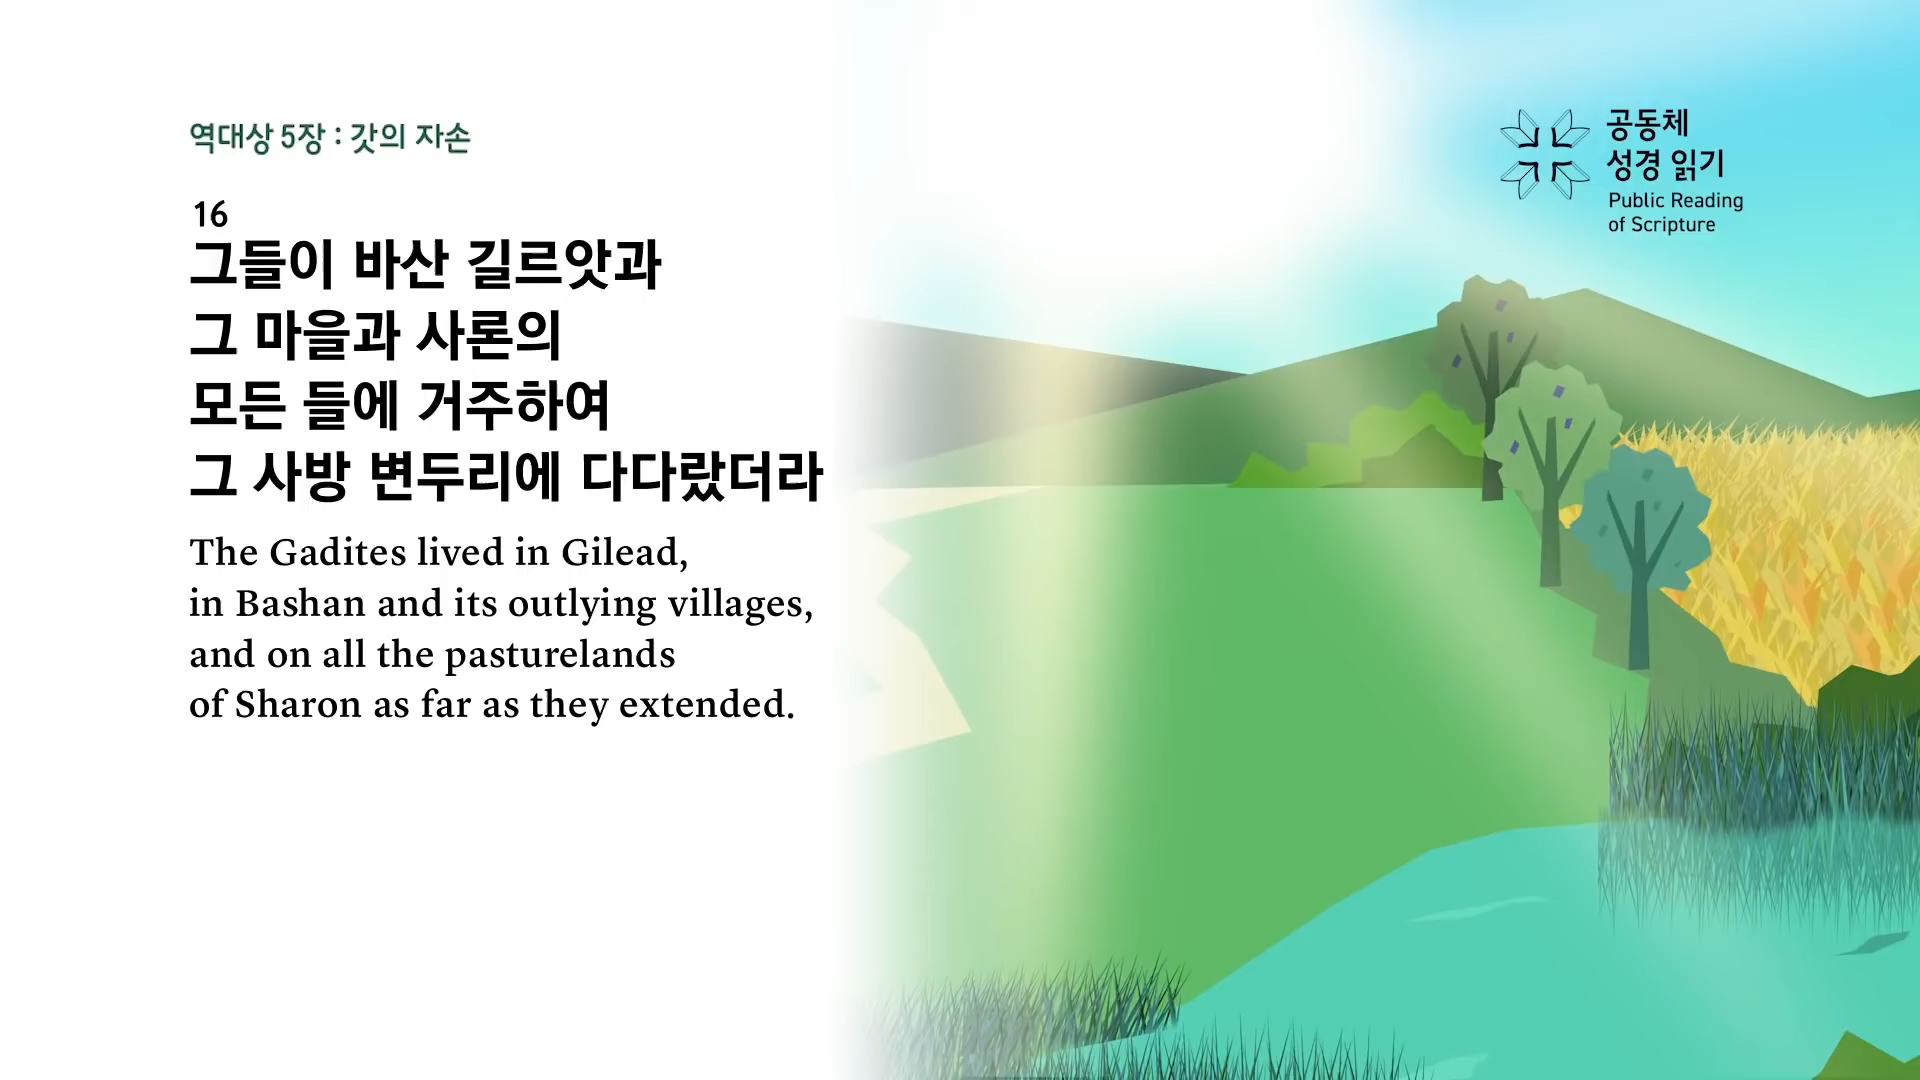 역대상 5장 : 갓의 자손
16
그들이 바산 길르앗과
그 마을과 사론의
모든 들에 거주하여
그 사방 변두리에 다다랐더라
The Gadites lived in Gilead,
in Bashan and its outlying villages,
and on all the pasturelands
of Sharon as far as they extended.
공동체
성경 읽기
Public Reading
of Scripture